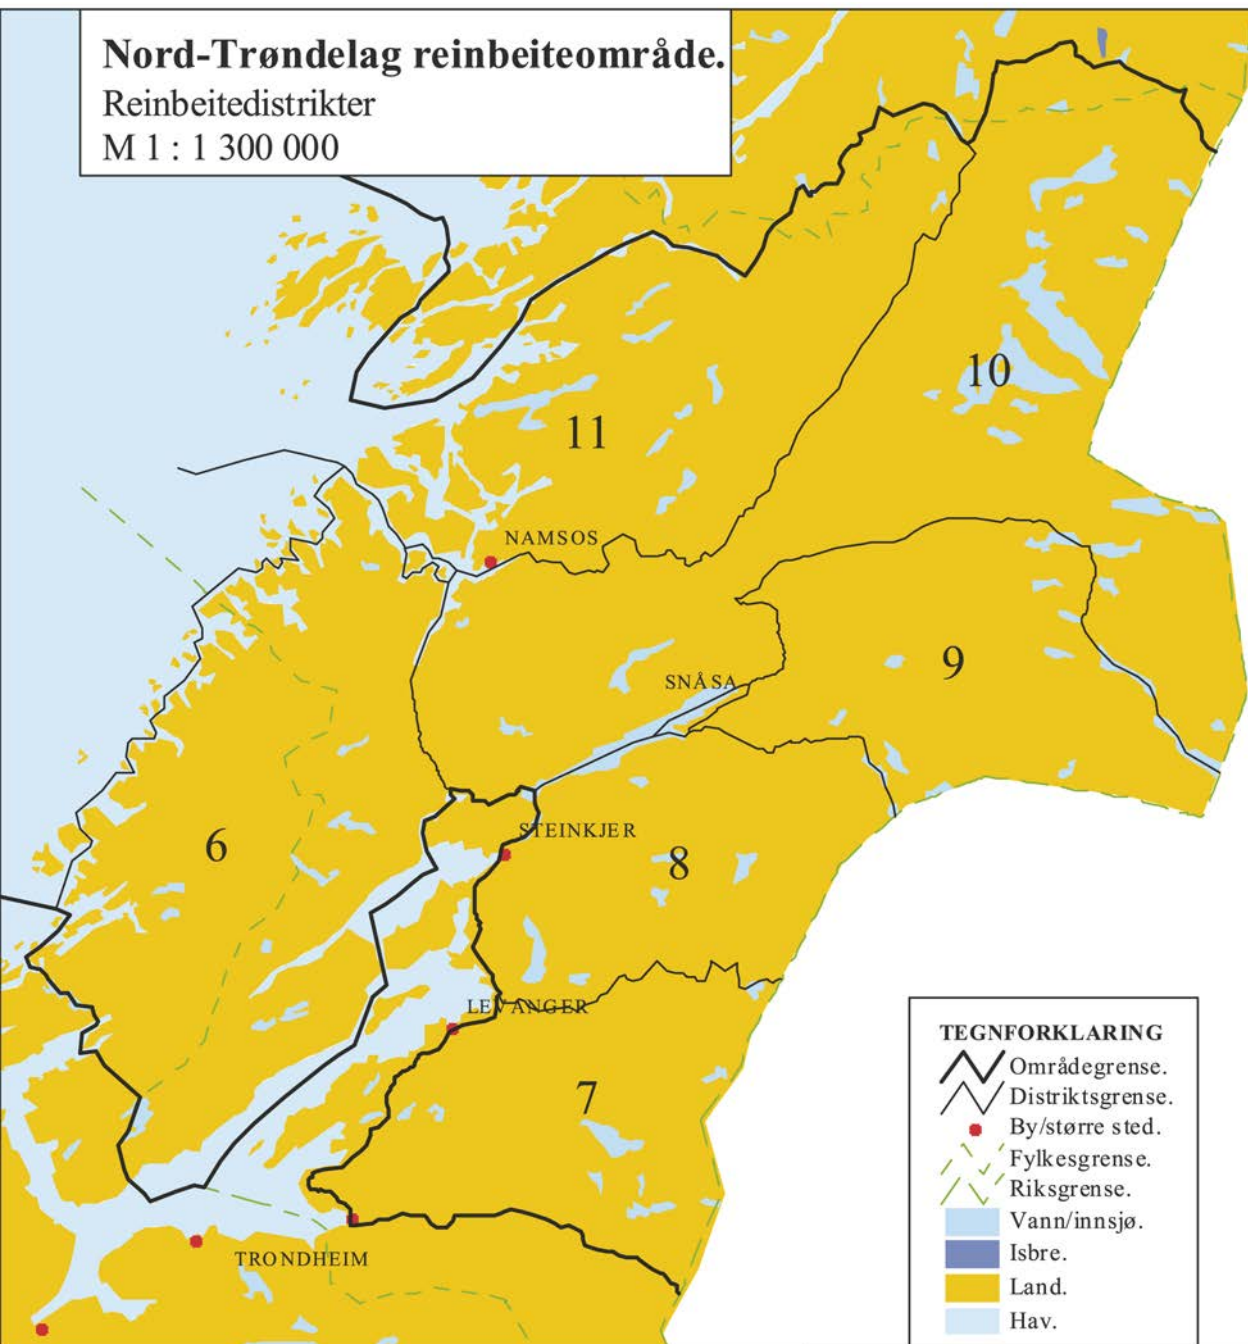 Nord-Trøndelag reinbeiteområde.
Reinbeitedistrikter
M 1 : 1 300 000
10
11
NAMSOS
9
SNÅSA
6
STEINKJER
8
LEVANGER
7
TRONDHEIM
TEGNFORKLARING
Områdegrense.
Distriktsgrense.
By/større sted.
Fylkesgrense.
Riksgrense.
Vann/innsjø.
Isbre.
Land.
Hav.